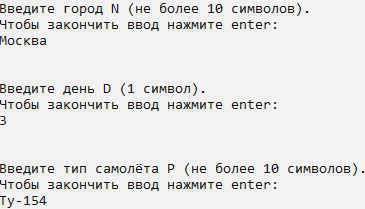 Введите город N (не более 10 символов).
Чтобы закончить ввод нажмите enter:
Москва
Введите день D (1 символ).
Чтобы закончить ввод нажмите enter:
3
Введите тип самолёта P (не более 10 символов).
Чтобы закончить ввод нажмите enter:
Ту-154